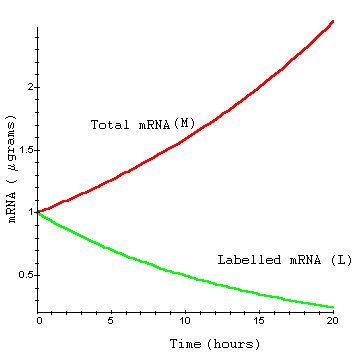 2
Total mRNA (M)
1.5
mRNA ( μgrams)
1
Labelled mRNA (L)
0.5
0 5 10 15 20
Time (hours)